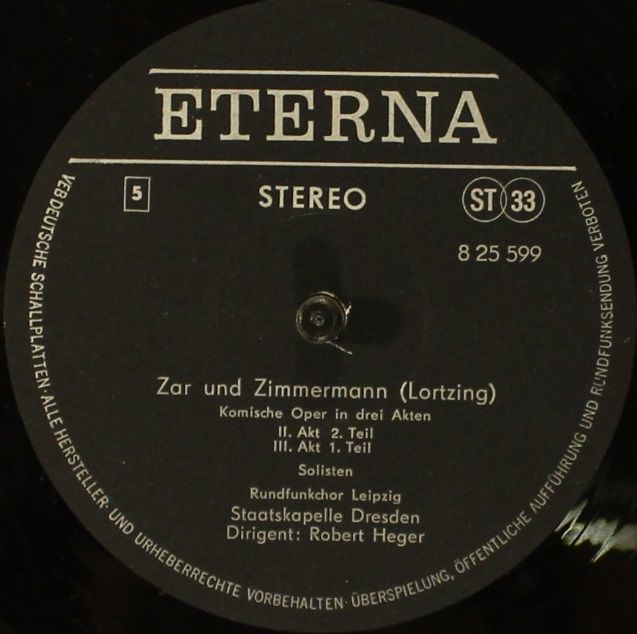 ETERNA
5
STEREO
ST 33
8 25 599
Zar und Zimmermann (Lortzing)
Komische Oper in drei Akten
II. Akt 2. Teil
III. Akt 1. Teil
Solisten
Rundfunkchor Leipzig
Staatskapelle Dresden
Dirigent: Robert Heger
VEB DEUTSCHE SCHALLPLATTEN · ALLE HERSTELLER- UND URHEBERRECHTE VORBEHALTEN · ÜBERSPIELUNG, ÖFFENTLICHE AUFFÜHRUNG UND RUNDFUNKSENDUNG VERBOTEN